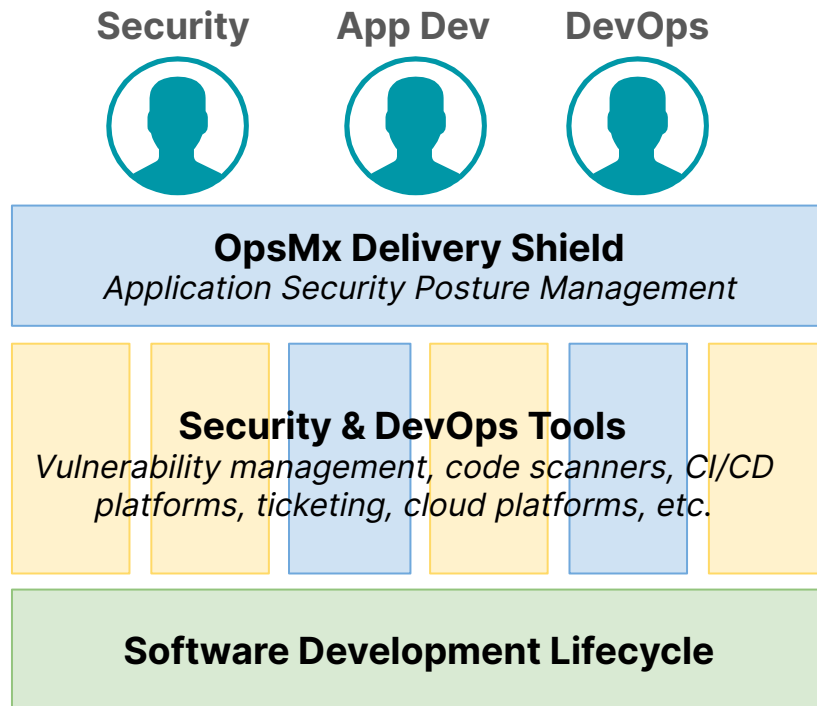 Security App Dev DevOps
OpsMx Delivery Shield
Application Security Posture Management
Security & DevOps Tools
Vulnerability management, code scanners, CI/CD
platforms, ticketing, cloud platforms, etc.
Software Development Lifecycle